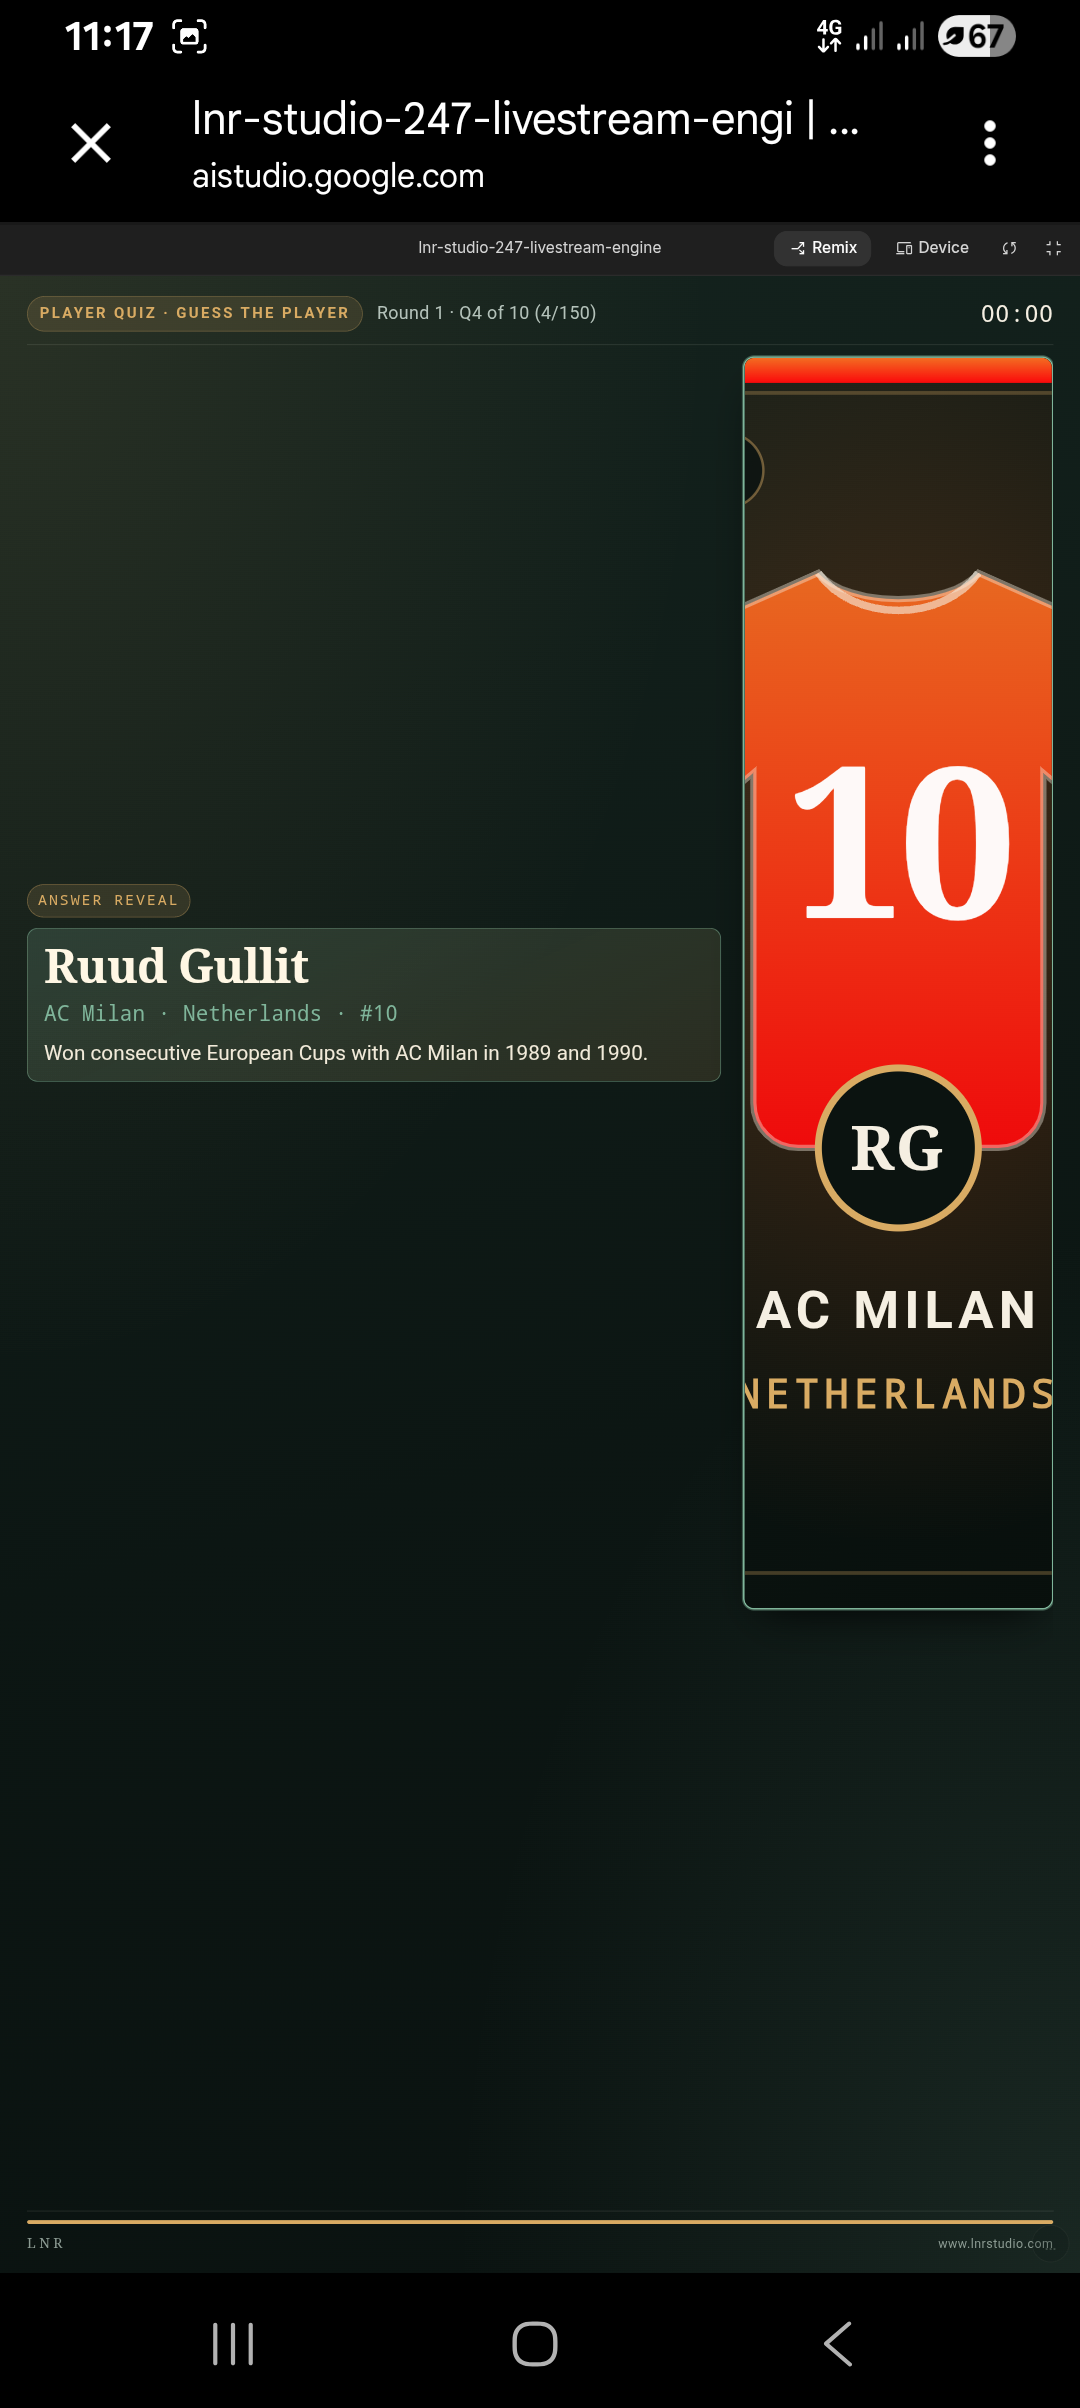 11:17
4G
67
lnr-studio-247-livestream-engi | ...
aistudio.google.com
lnr-studio-247-livestream-engine
Remix
Device
PLAYER QUIZ · GUESS THE PLAYER
Round 1 · Q4 of 10 (4/150)
00:00
ANSWER REVEAL
Ruud Gullit
AC Milan · Netherlands · #10
Won consecutive European Cups with AC Milan in 1989 and 1990.
10
RG
AC MILAN
NETHERLANDS
LNR
www.lnrstudio.com